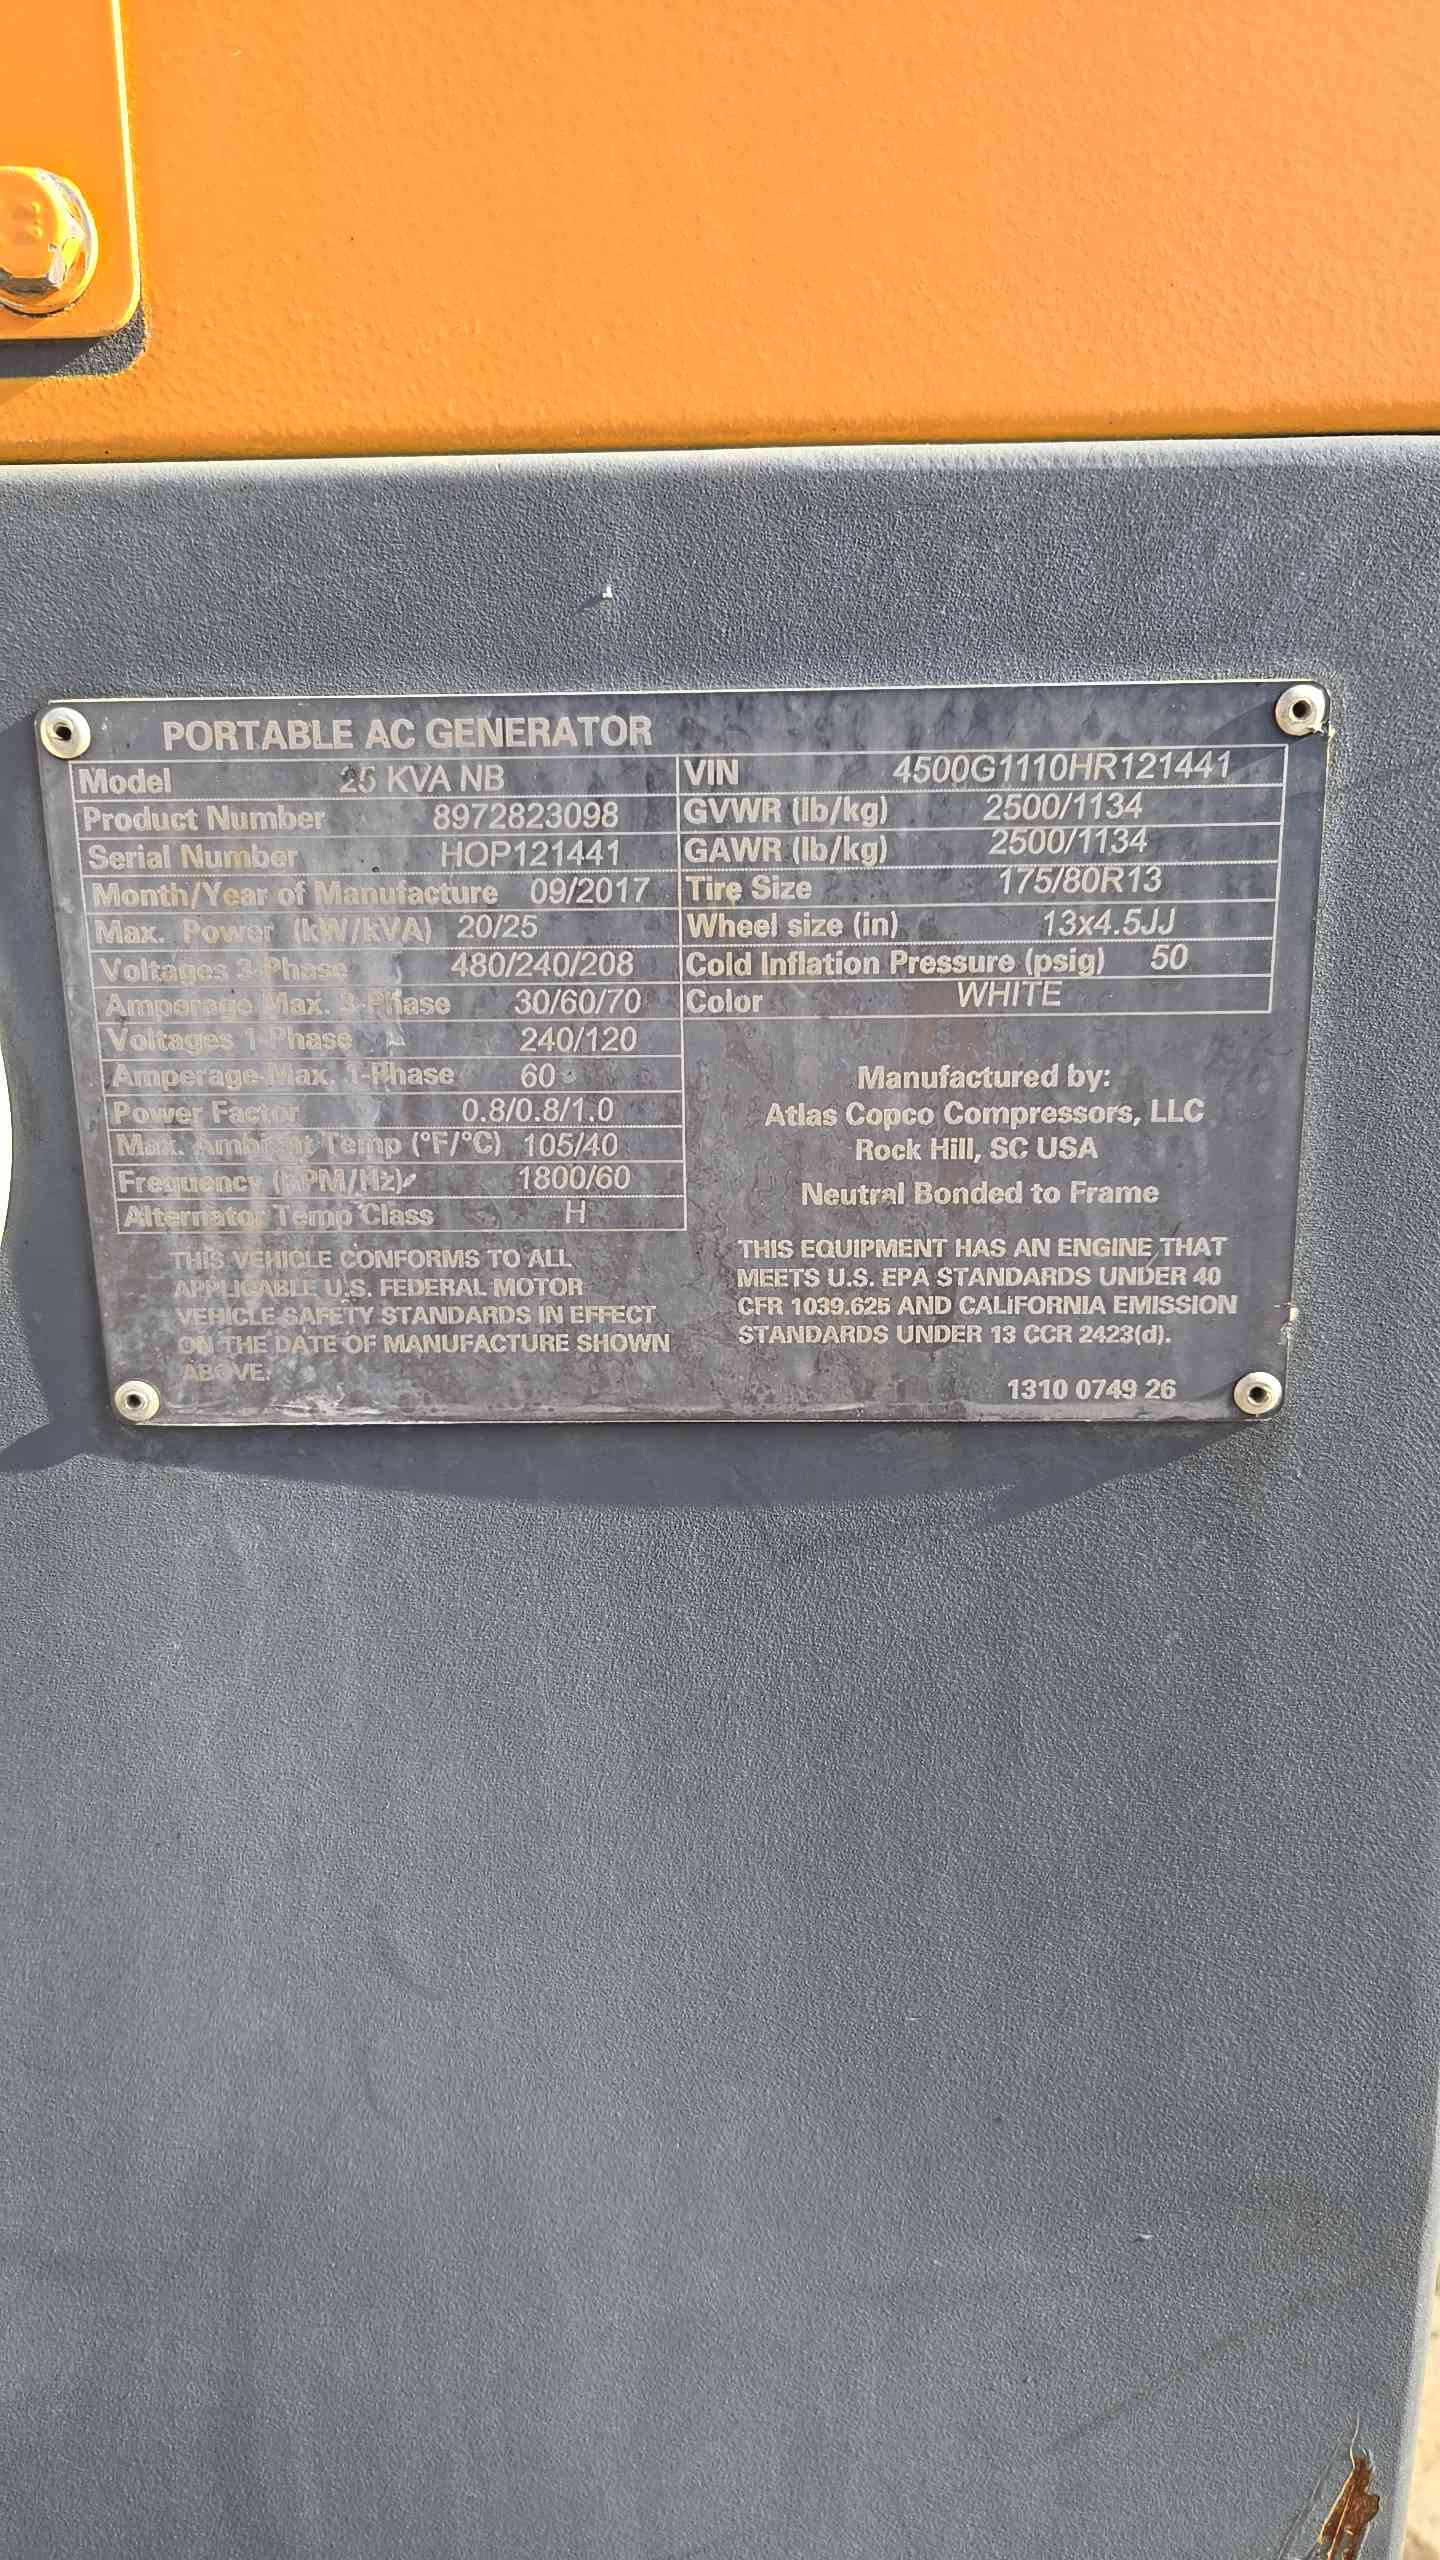 PORTABLE AC GENERATOR
Model 25 KVA NB
Product Number 8972823098
Serial Number HOP121441
Month/Year of Manufacture 09/2017
Max. Power (kW/kVA) 20/25
Voltages 3-Phase 480/240/208
Amperage Max. 3-Phase 30/60/70
Voltages 1-Phase 240/120
Amperage-Max. 1-Phase 60
Power Factor 0.8/0.8/1.0
Max. Ambient Temp (°F/°C) 105/40
Frequency (RPM/Hz) 1800/60
Alternator Temp Class H
THIS VEHICLE CONFORMS TO ALL
APPLICABLE U.S. FEDERAL MOTOR
VEHICLE SAFETY STANDARDS IN EFFECT
ON THE DATE OF MANUFACTURE SHOWN
ABOVE.
VIN 4500G1110HR121441
GVWR (lb/kg) 2500/1134
GAWR (lb/kg) 2500/1134
Tire Size 175/80R13
Wheel size (in) 13x4.5JJ
Cold Inflation Pressure (psig) 50
Color WHITE
Manufactured by:
Atlas Copco Compressors, LLC
Rock Hill, SC USA
Neutral Bonded to Frame
THIS EQUIPMENT HAS AN ENGINE THAT
MEETS U.S. EPA STANDARDS UNDER 40
CFR 1039.625 AND CALIFORNIA EMISSION
STANDARDS UNDER 13 CCR 2423(d).
1310 0749 26